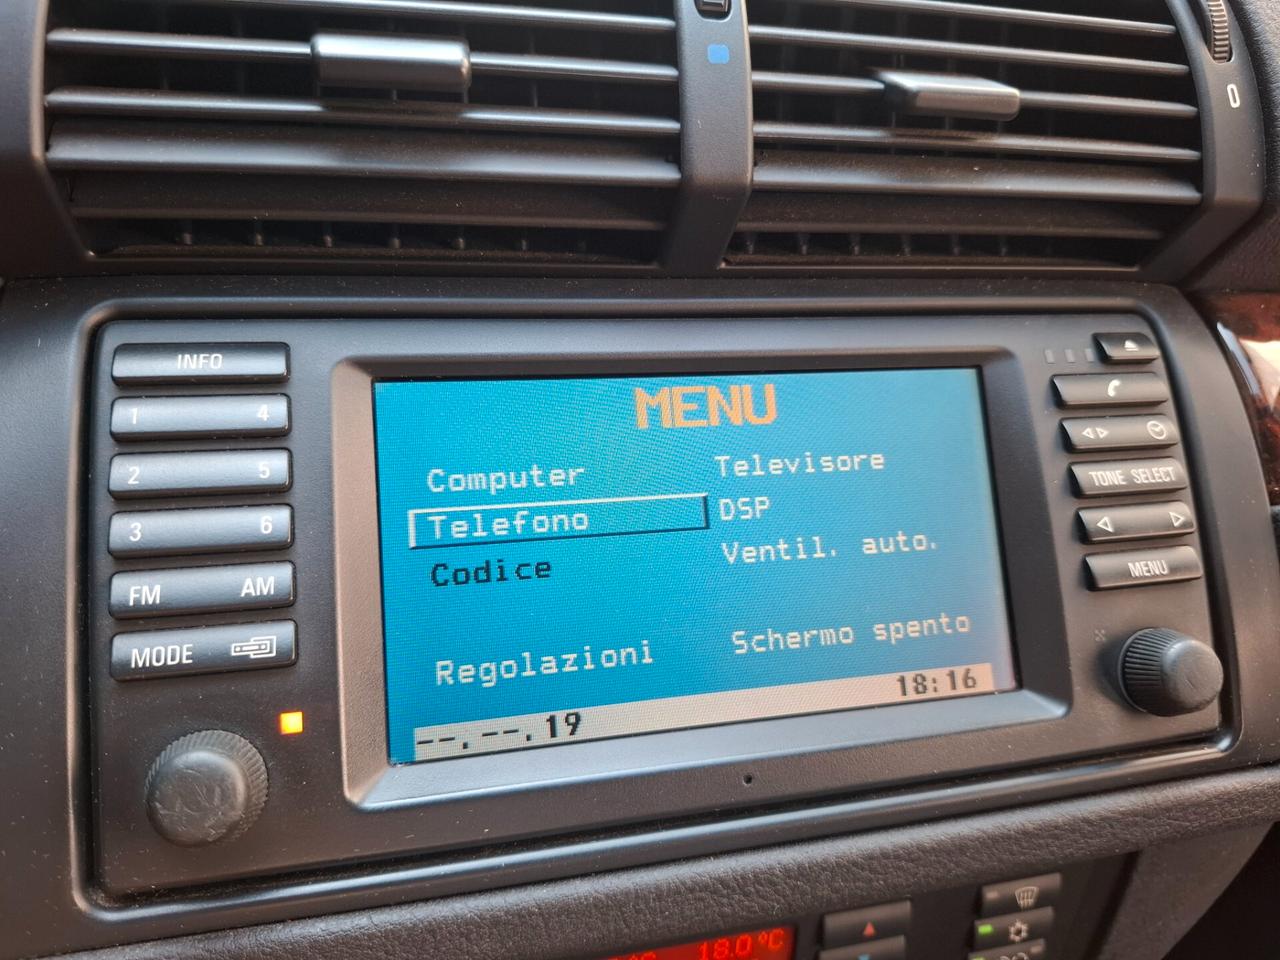 0
INFO
1 4
2 5
3 6
FM AM
MODE
MENU
Computer
Telefono
Codice
Regolazioni
Televisore
DSP
Ventil. auto.
Schermo spento
--.--.19
18:16
TONE SELECT
MENU
18.0°C